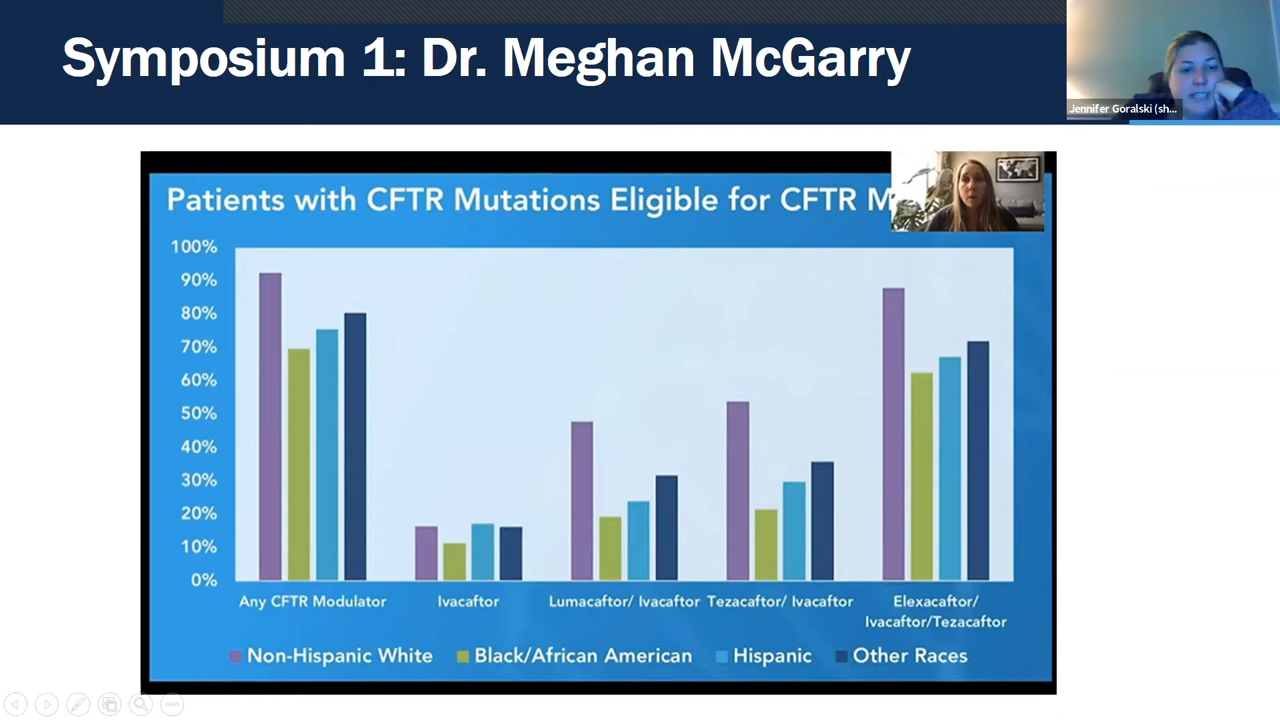 Symposium 1: Dr. Meghan McGarry
Jennifer Goralski (sh...
Patients with CFTR Mutations Eligible for CFTR M
100%
90%
80%
70%
60%
50%
40%
30%
20%
10%
0%
Any CFTR Modulator
Ivacaftor
Lumacaftor/ Ivacaftor
Tezacaftor/ Ivacaftor
Elexacaftor/
Ivacaftor/Tezacaftor
Non-Hispanic White
Black/African American
Hispanic
Other Races